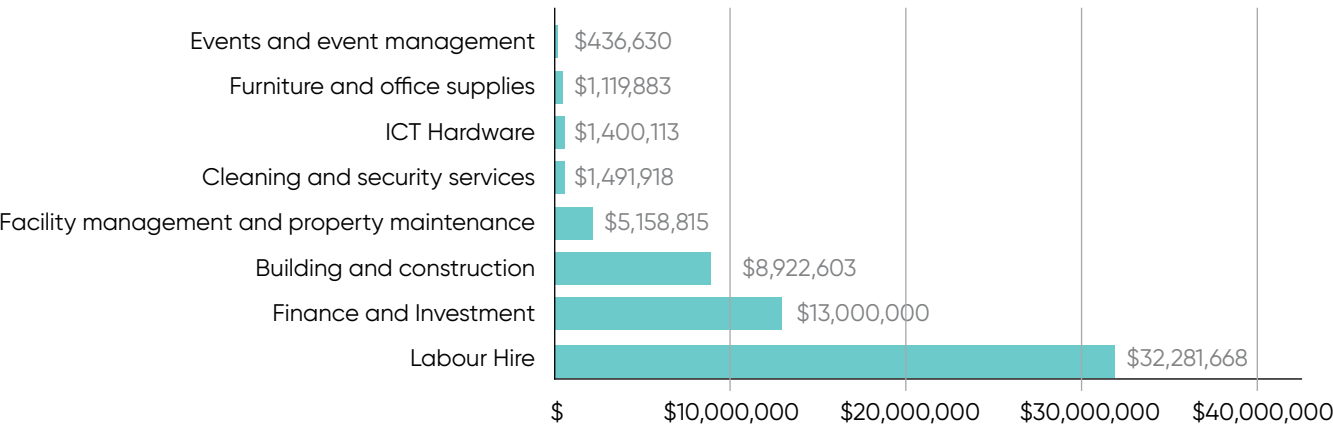 Events and event management $436,630
Furniture and office supplies $1,119,883
ICT Hardware $1,400,113
Cleaning and security services $1,491,918
Facility management and property maintenance $5,158,815
Building and construction $8,922,603
Finance and Investment $13,000,000
Labour Hire $32,281,668
$ $10,000,000 $20,000,000 $30,000,000 $40,000,000